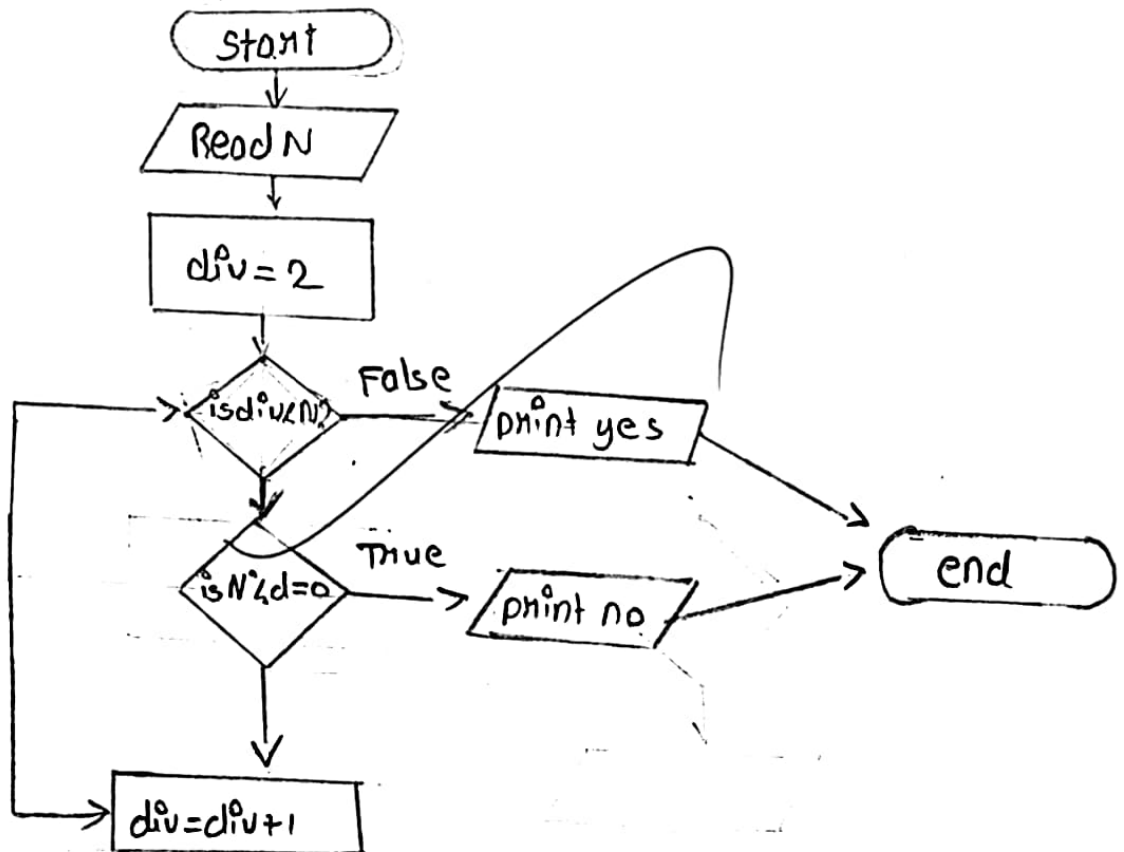 Start
Read N
div = 2
is div < N?
False
print yes
is N % d = 0
True
print no
end
div = div + 1